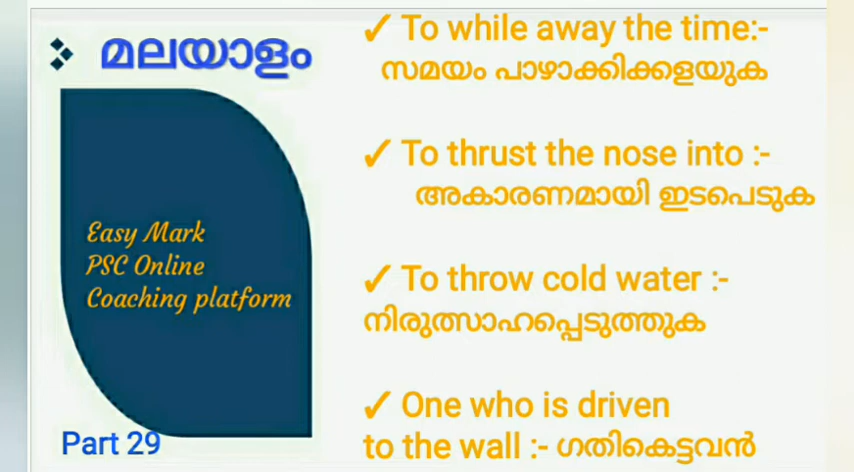 മലയാളം
Easy Mark
PSC Online
Coaching platform
Part 29
✓ To while away the time:-
സമയം പാഴാക്കിക്കളയുക
✓ To thrust the nose into :-
അകാരണമായി ഇടപെടുക
✓ To throw cold water :-
നിരുത്സാഹപ്പെടുത്തുക
✓ One who is driven
to the wall :- ഗതികെട്ടവൻ